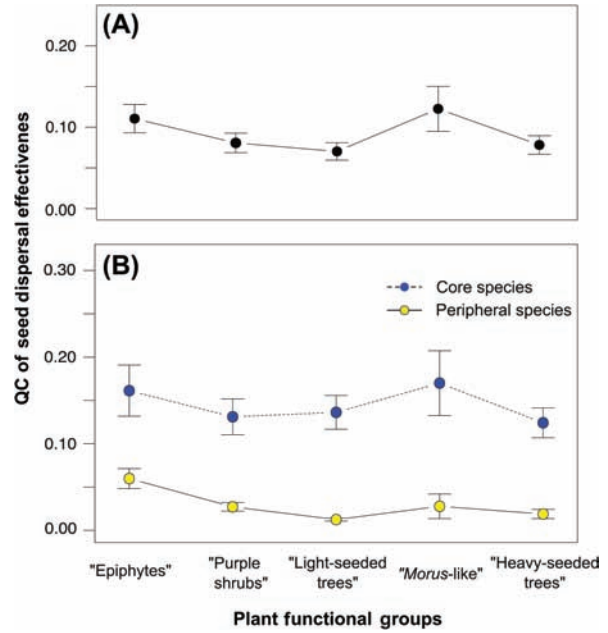 (A)
0.20
0.10
0.00
QC of seed dispersal effectivenes
(B)
0.30
Core species
Peripheral species
0.20
0.10
0.00
"Epiphytes"
"Purple
shrubs"
"Light-seeded
trees"
"Morus-like"
"Heavy-seeded
trees"
Plant functional groups